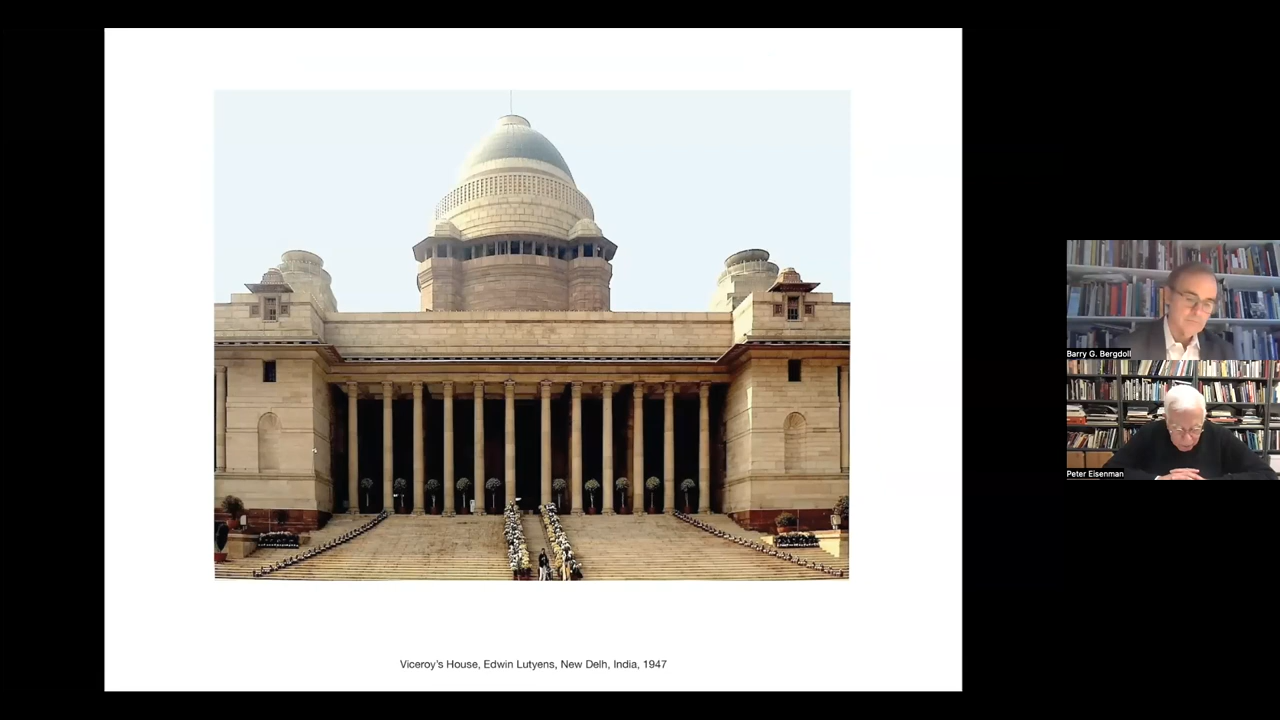 Viceroy's House, Edwin Lutyens, New Delh, India, 1947
Barry G. Bergdoll
Peter Eisenman